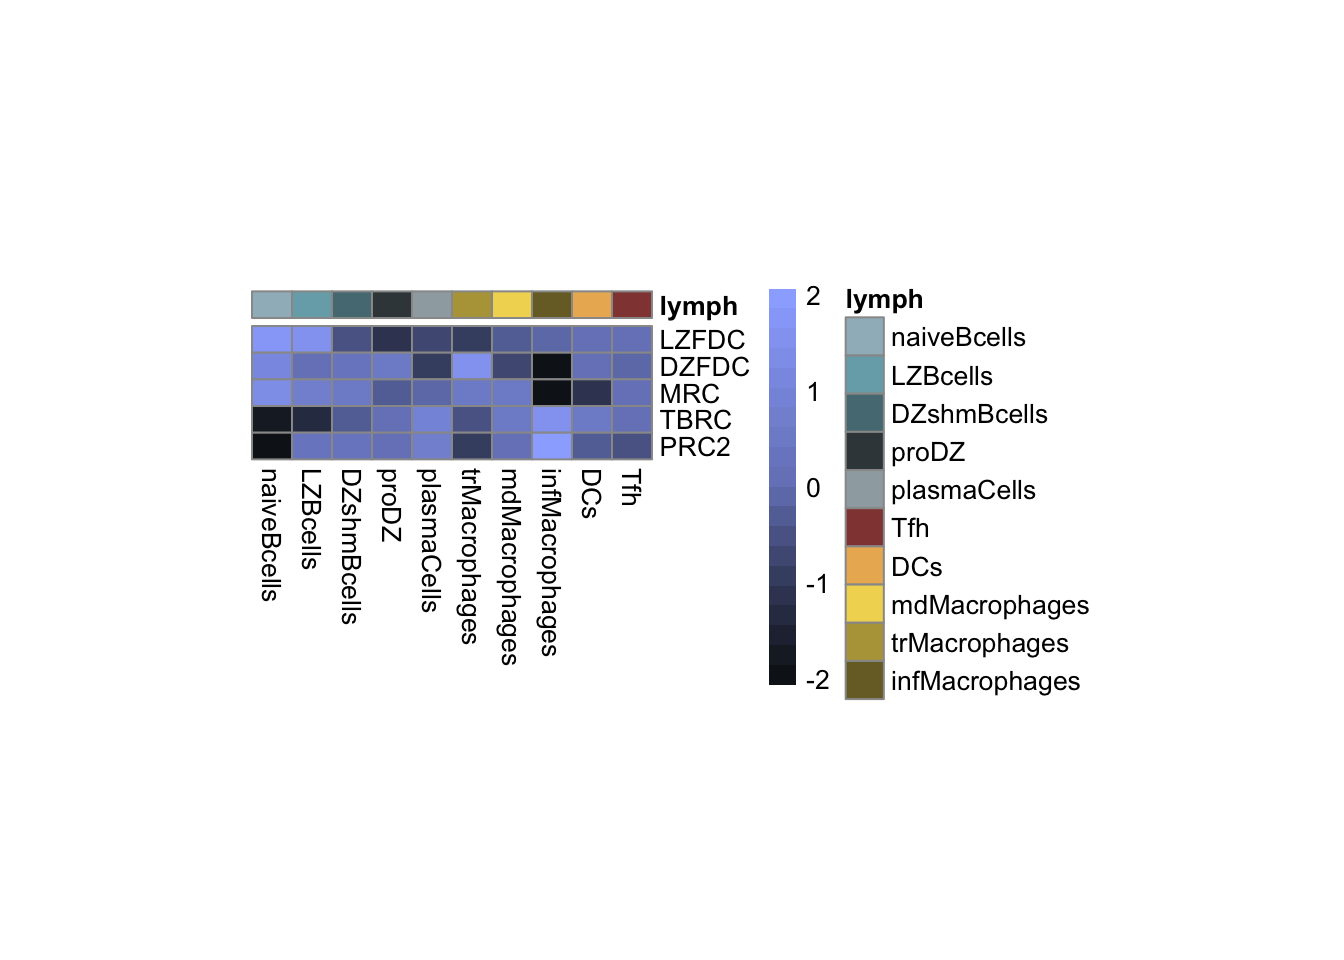 lymph
LZFDC
DZFDC
MRC
TBRC
PRC2
naiveBcells
LZBcells
DZshmBcells
proDZ
plasmaCells
trMacrophages
mdMacrophages
infMacrophages
DCs
Tfh
2
1
0
-1
-2
lymph
naiveBcells
LZBcells
DZshmBcells
proDZ
plasmaCells
Tfh
DCs
mdMacrophages
trMacrophages
infMacrophages